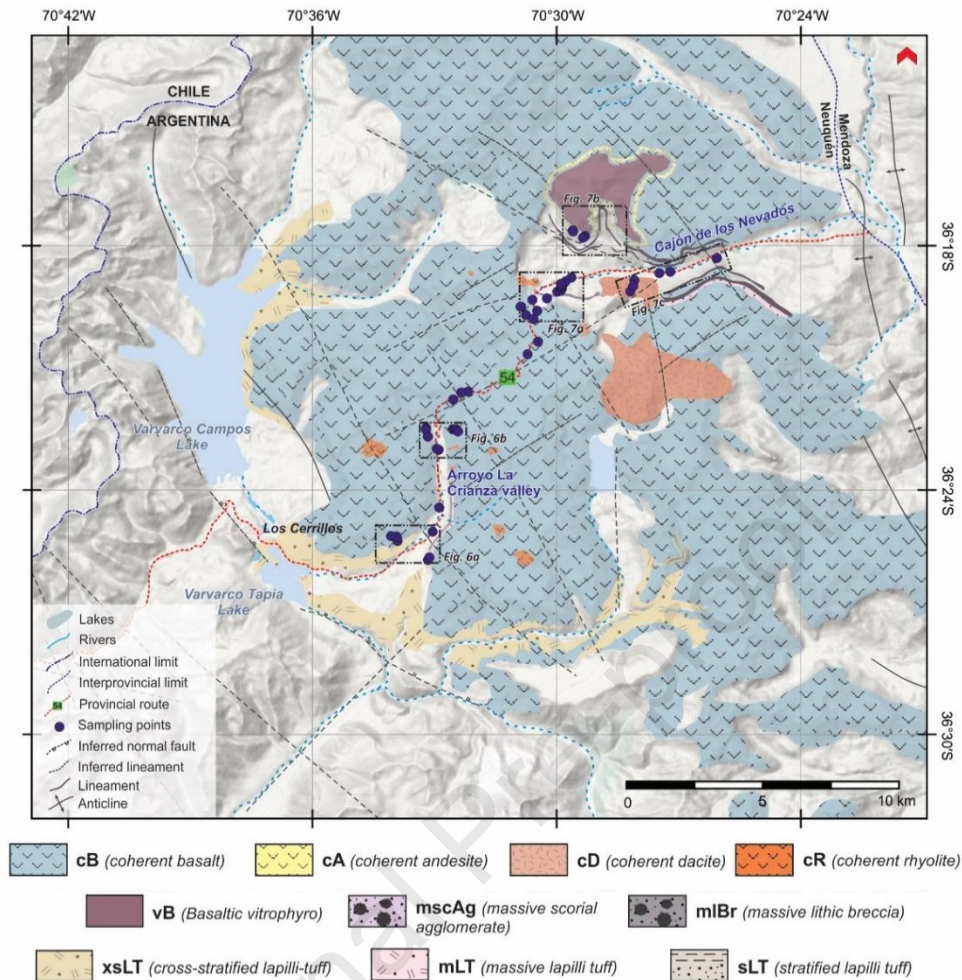 70°42'W 70°36'W 70°30'W 70°24'W
CHILE
ARGENTINA
Neuquén
Mendoza
Fig. 7b
Cajón de los Nevados
36°18'S
Fig. 7a
Fig. 7c
54
Varvarco Campos
Lake
Fig. 6b
Arroyo La
Crianza valley
36°24'S
Los Cerrillos
Fig. 6a
Varvarco Tapia
Lake
Lakes
Rivers
International limit
Interprovincial limit
54 Provincial route
Sampling points
Inferred normal fault
Inferred lineament
Lineament
Anticline
36°30'S
0 5 10 km
cB (coherent basalt) cA (coherent andesite) cD (coherent dacite) cR (coherent rhyolite)
vB (Basaltic vitrophyro) mscAg (massive scorial agglomerate) mlBr (massive lithic breccia)
xsLT (cross-stratified lapilli-tuff) mLT (massive lapilli tuff) sLT (stratified lapilli tuff)